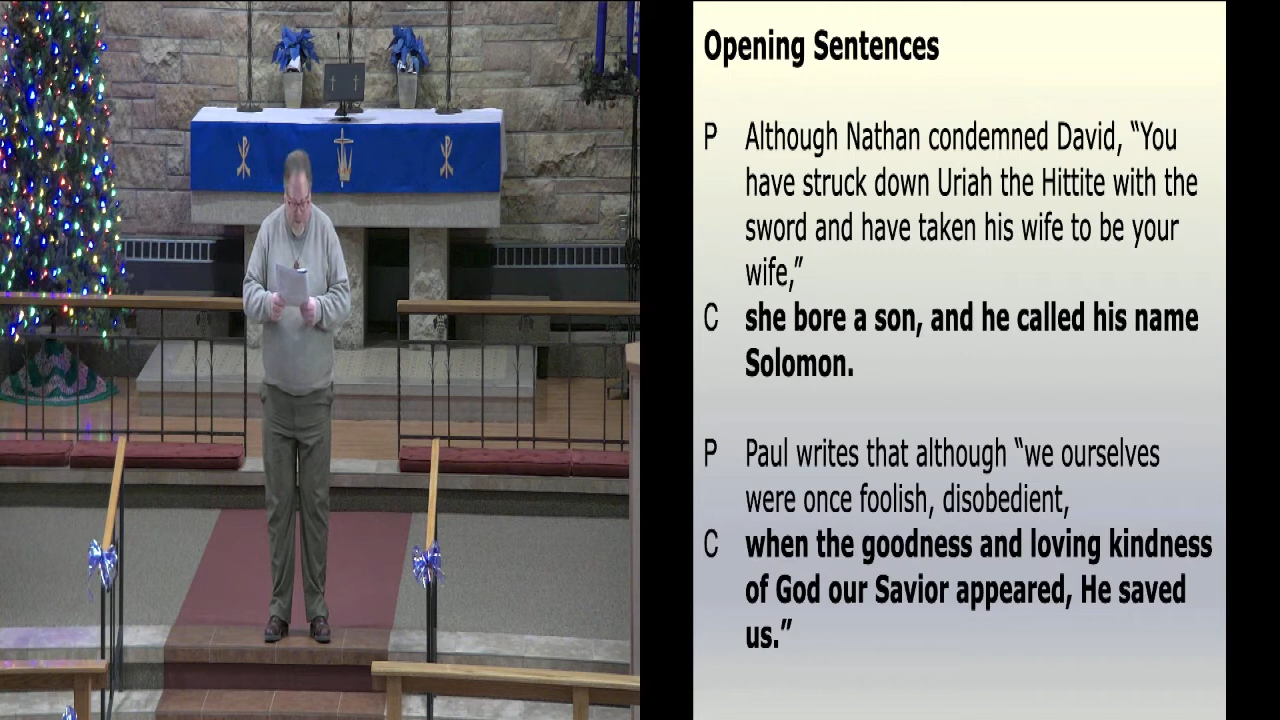 Opening Sentences
P Although Nathan condemned David, “You
have struck down Uriah the Hittite with the
sword and have taken his wife to be your
wife,”
C she bore a son, and he called his name
Solomon.
P Paul writes that although “we ourselves
were once foolish, disobedient,
C when the goodness and loving kindness
of God our Savior appeared, He saved
us.”